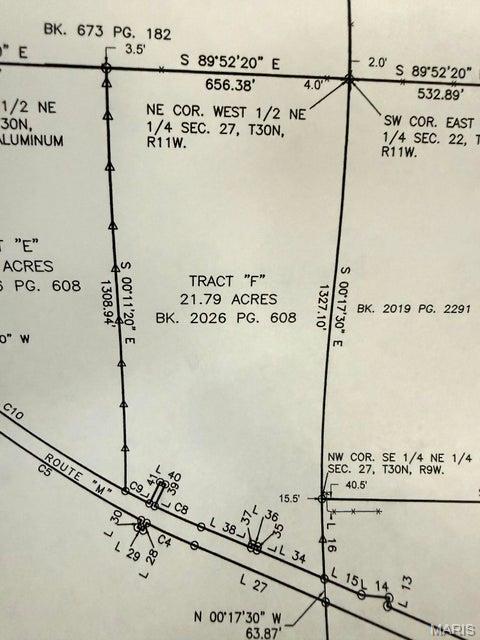 BK. 673 PG. 182
3.5'
" E
S 89°52'20" E
656.38'
4.0'
2.0'
S 89°52'20" E
532.89'
1/2 NE
T30N,
ALUMINUM
NE COR. WEST 1/2 NE
1/4 SEC. 27, T30N,
R11W.
SW COR. EAST
1/4 SEC. 22, T
R11W.
T "E"
ACRES
PG. 608
0" W
S 00°11'20" E
1308.94'
TRACT "F"
21.79 ACRES
BK. 2026 PG. 608
S 00°17'30" E
1327.10'
BK. 2019 PG. 2291
C10
C5
ROUTE "M"
C9
L 41
L 40
L 39
C8
L 30
L 29
L 28
C4
L 38
L 37
L 36
L 35
L 34
L 27
NW COR. SE 1/4 NE 1/4
SEC. 27, T30N, R9W.
15.5'
40.5'
L 16
L 15
L 14
L 13
N 00°17'30" W
63.87'
MARIS